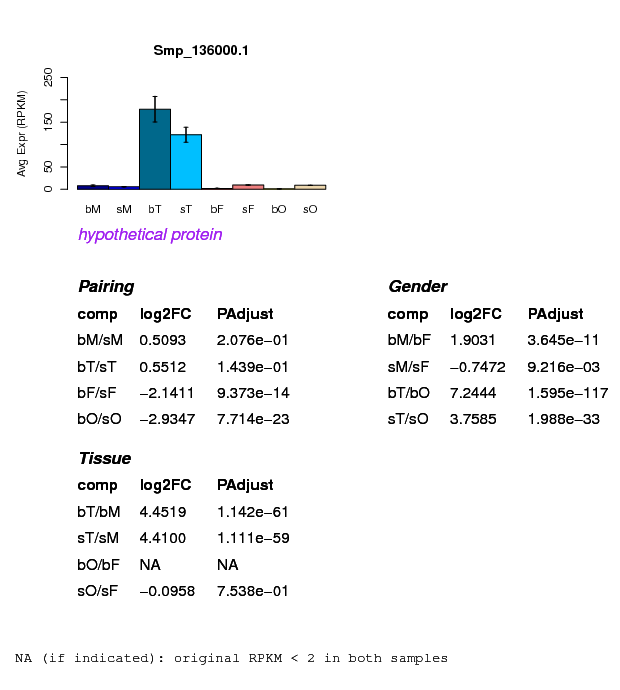 Smp_136000.1
Avg Expr (RPKM)
250
150
50
0
bM sM bT sT bF sF bO sO
hypothetical protein
Pairing
comp log2FC PAdjust
bM/sM 0.5093 2.076e−01
bT/sT 0.5512 1.439e−01
bF/sF −2.1411 9.373e−14
bO/sO −2.9347 7.714e−23
Gender
comp log2FC PAdjust
bM/bF 1.9031 3.645e−11
sM/sF −0.7472 9.216e−03
bT/bO 7.2444 1.595e−117
sT/sO 3.7585 1.988e−33
Tissue
comp log2FC PAdjust
bT/bM 4.4519 1.142e−61
sT/sM 4.4100 1.111e−59
bO/bF NA NA
sO/sF −0.0958 7.538e−01
NA (if indicated): original RPKM < 2 in both samples